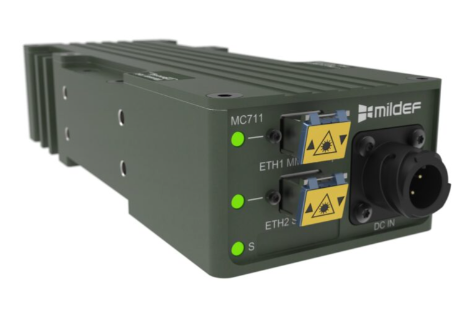 mildef
MC711
ETH1 MM
ETH2
DC IN
S